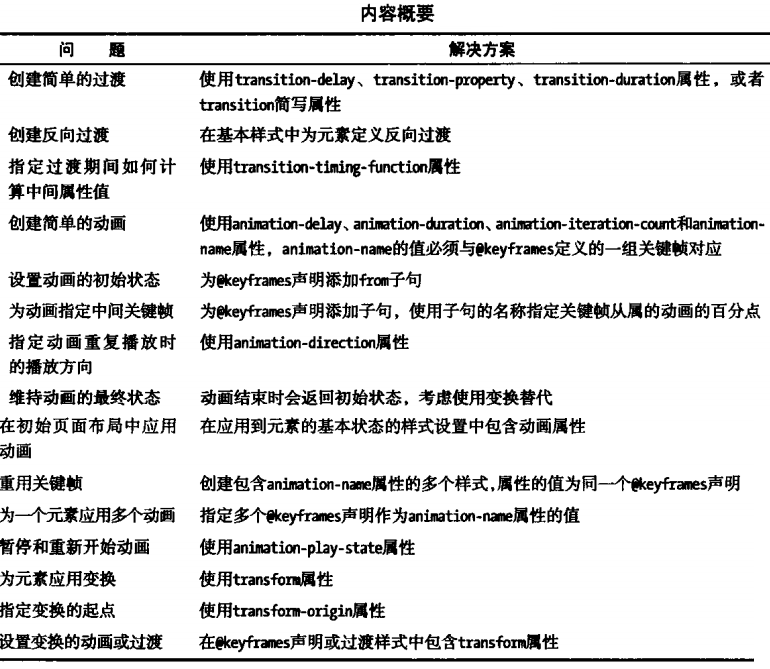 内容概要
问 题 解决方案
创建简单的过渡 使用transition-delay、transition-property、transition-duration属性，或者
transition简写属性
创建反向过渡 在基本样式中为元素定义反向过渡
指定过渡期间如何计 使用transition-timing-function属性
算中间属性值
创建简单的动画 使用animation-delay、animation-duration、animation-iteration-count和animation-
name属性，animation-name的值必须与@keyframes定义的一组关键帧对应
设置动画的初始状态 为@keyframes声明添加from子句
为动画指定中间关键帧 为@keyframes声明添加子句，使用子句的名称指定关键帧从属的动画的百分点
指定动画重复播放时 使用animation-direction属性
的播放方向
维持动画的最终状态 动画结束时会返回初始状态，考虑使用变换替代
在初始页面布局中应用 在应用到元素的基本状态的样式设置中包含动画属性
动画
重用关键帧 创建包含animation-name属性的多个样式，属性的值为同一个@keyframes声明
为一个元素应用多个动画 指定多个@keyframes声明作为animation-name属性的值
暂停和重新开始动画 使用animation-play-state属性
为元素应用变换 使用transform属性
指定变换的起点 使用transform-origin属性
设置变换的动画或过渡 在@keyframes声明或过渡样式中包含transform属性